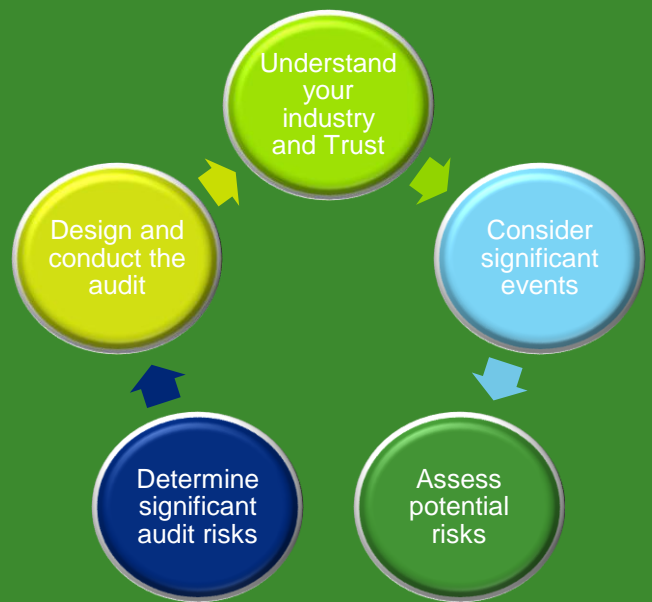 Understand
your
industry
and Trust
Consider
significant
events
Assess
potential
risks
Determine
significant
audit risks
Design and
conduct the
audit